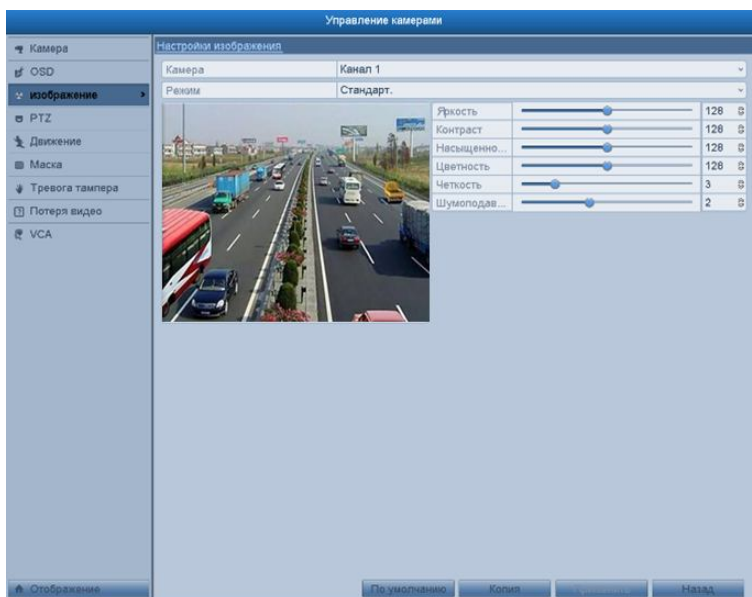 Управление камерами
Камера
OSD
изображение
PTZ
Движение
Маска
Тревога тампера
Потеря видео
VCA
Отображение
Настройки изображения
Камера Канал 1
Режим Стандарт.
Яркость 128
Контраст 128
Насыщенно... 128
Цветность 128
Четкость 3
Шумоподав... 2
По умолчанию Копия Применить Назад